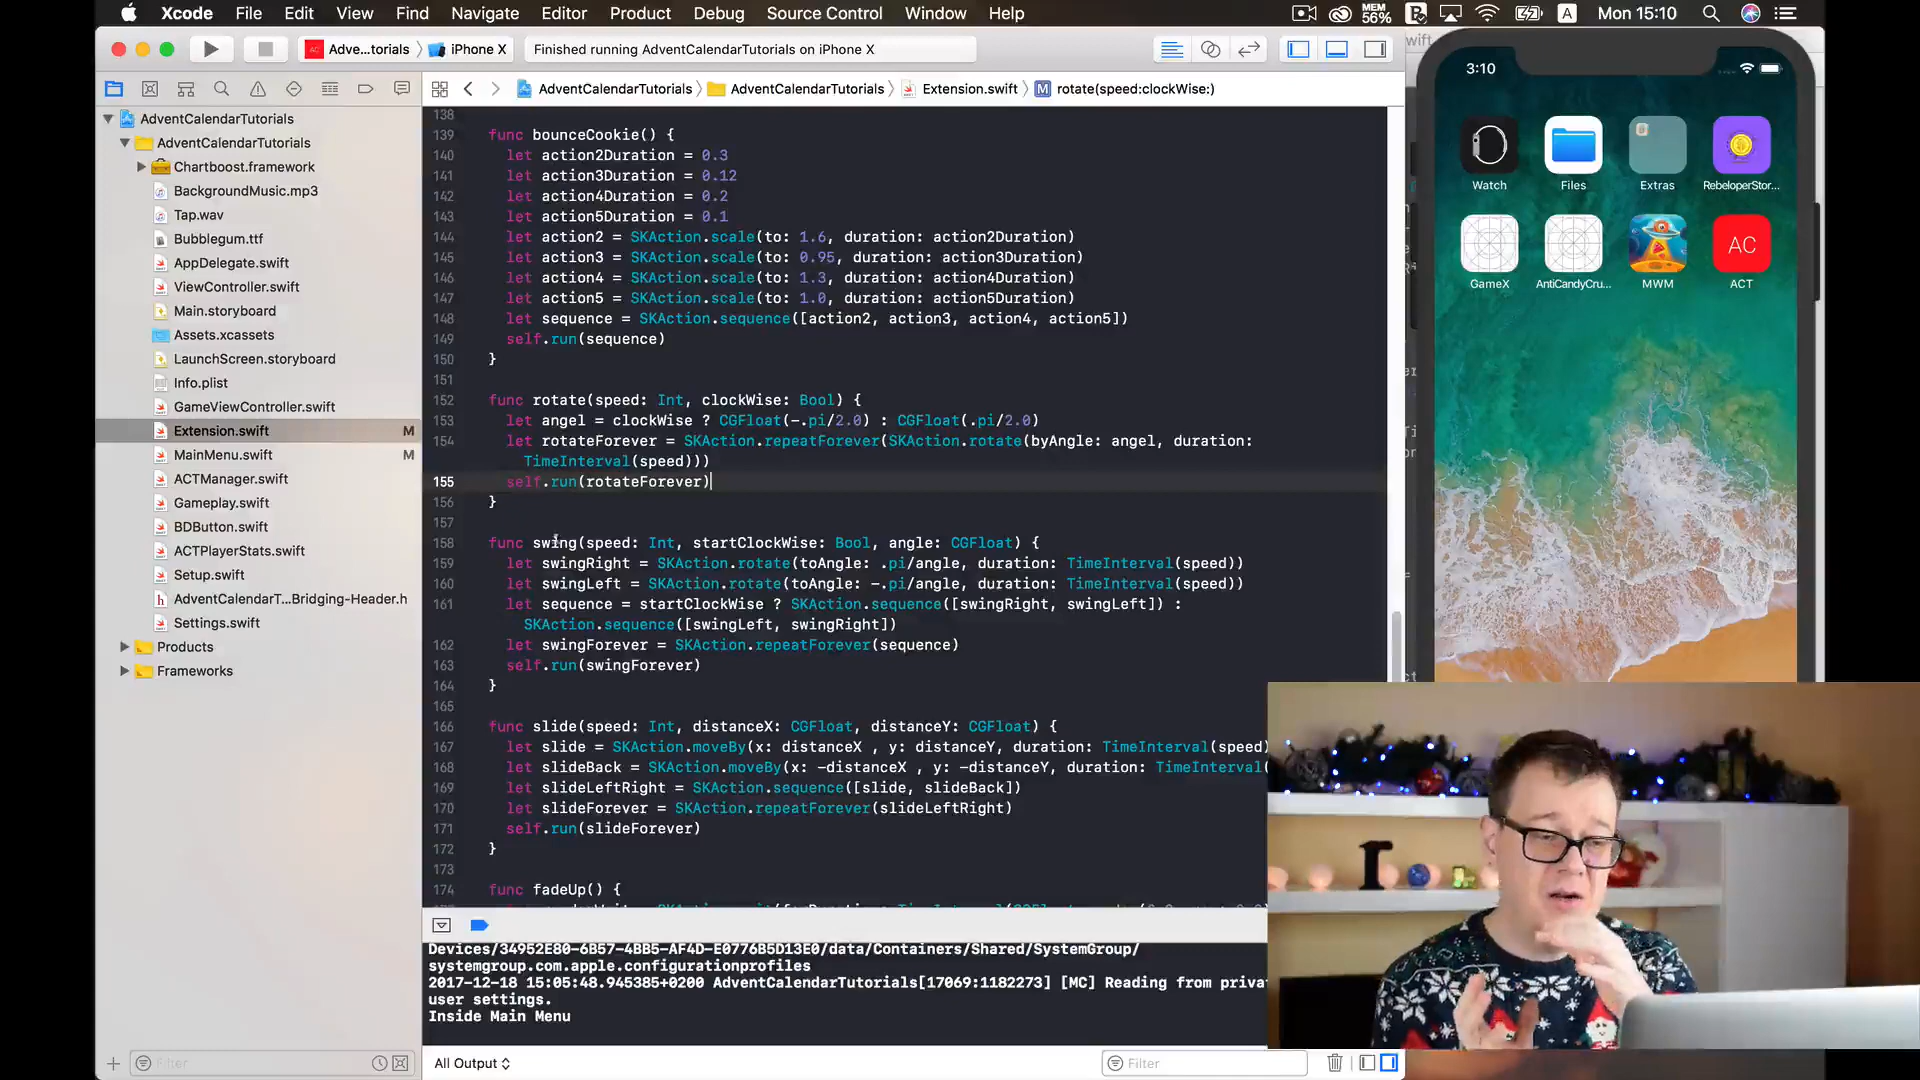 Xcode File Edit View Find Navigate Editor Product Debug Source Control Window Help MEM 56% A Mon 15:10
Adve...torials iPhone X Finished running AdventCalendarTutorials on iPhone X
AdventCalendarTutorials AdventCalendarTutorials Extension.swift M rotate(speed:clockWise:)
AdventCalendarTutorials
AdventCalendarTutorials
Chartboost.framework
BackgroundMusic.mp3
Tap.wav
Bubblegum.ttf
AppDelegate.swift
ViewController.swift
Main.storyboard
Assets.xcassets
LaunchScreen.storyboard
Info.plist
GameViewController.swift
Extension.swift M
MainMenu.swift M
ACTManager.swift
Gameplay.swift
BDButton.swift
ACTPlayerStats.swift
Setup.swift
h AdventCalendarT...Bridging-Header.h
Settings.swift
Products
Frameworks
Filter
138
139 func bounceCookie() {
140 let action2Duration = 0.3
141 let action3Duration = 0.12
142 let action4Duration = 0.2
143 let action5Duration = 0.1
144 let action2 = SKAction.scale(to: 1.6, duration: action2Duration)
145 let action3 = SKAction.scale(to: 0.95, duration: action3Duration)
146 let action4 = SKAction.scale(to: 1.3, duration: action4Duration)
147 let action5 = SKAction.scale(to: 1.0, duration: action5Duration)
148 let sequence = SKAction.sequence([action2, action3, action4, action5])
149 self.run(sequence)
150 }
151
152 func rotate(speed: Int, clockWise: Bool) {
153 let angel = clockWise ? CGFloat(-.pi/2.0) : CGFloat(.pi/2.0)
154 let rotateForever = SKAction.repeatForever(SKAction.rotate(byAngle: angel, duration:
TimeInterval(speed)))
155 self.run(rotateForever)
156 }
157
158 func swing(speed: Int, startClockWise: Bool, angle: CGFloat) {
159 let swingRight = SKAction.rotate(toAngle: .pi/angle, duration: TimeInterval(speed))
160 let swingLeft = SKAction.rotate(toAngle: -.pi/angle, duration: TimeInterval(speed))
161 let sequence = startClockWise ? SKAction.sequence([swingRight, swingLeft]) :
SKAction.sequence([swingLeft, swingRight])
162 let swingForever = SKAction.repeatForever(sequence)
163 self.run(swingForever)
164 }
165
166 func slide(speed: Int, distanceX: CGFloat, distanceY: CGFloat) {
167 let slide = SKAction.moveBy(x: distanceX , y: distanceY, duration: TimeInterval(speed)
168 let slideBack = SKAction.moveBy(x: -distanceX , y: -distanceY, duration: TimeInterval(
169 let slideLeftRight = SKAction.sequence([slide, slideBack])
170 let slideForever = SKAction.repeatForever(slideLeftRight)
171 self.run(slideForever)
172 }
173
174 func fadeUp() {
Devices/34952E80-6B57-4BB5-AF4D-E0776B5D13E0/data/Containers/Shared/SystemGroup/
systemgroup.com.apple.configurationprofiles
2017-12-18 15:05:48.945385+0200 AdventCalendarTutorials[17069:1182273] [MC] Reading from priva
user settings.
Inside Main Menu
All Output Filter
3:10
Watch Files Extras RebeloperStor...
AC
GameX AntiCandyCru... MWM ACT